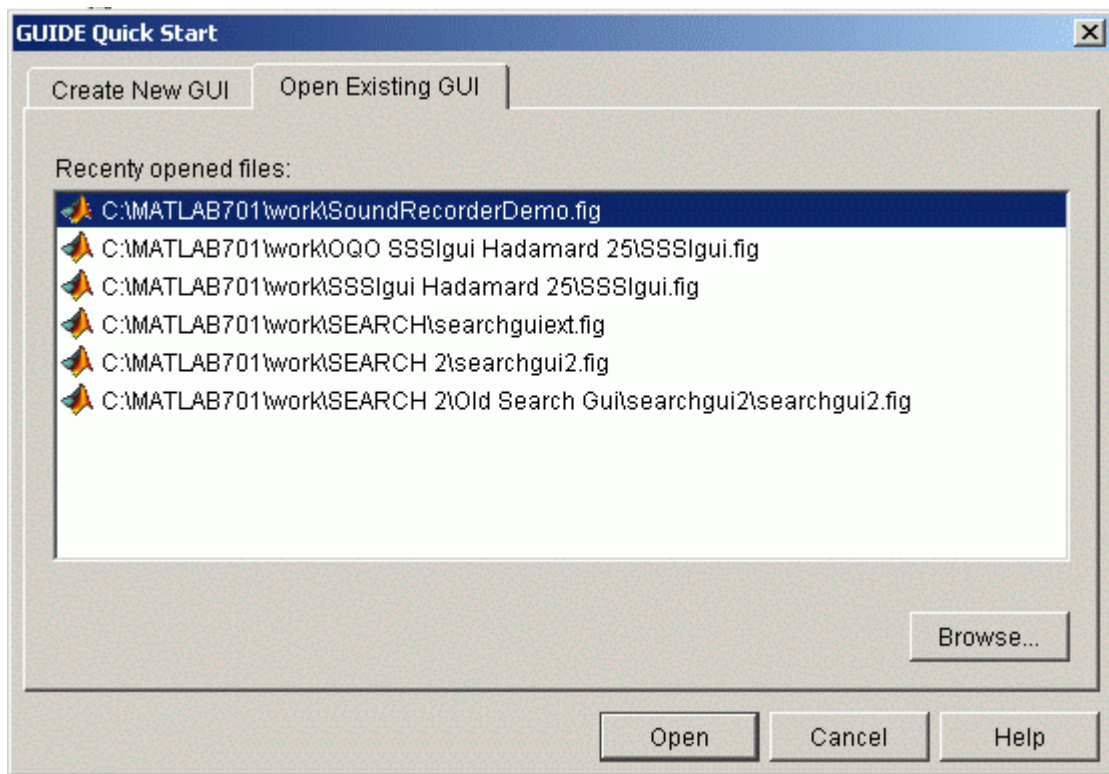 GUIDE Quick Start
Create New GUI
Open Existing GUI
Recenty opened files:
C:\MATLAB701\work\SoundRecorderDemo.fig
C:\MATLAB701\work\OQO SSSIgui Hadamard 25\SSSIgui.fig
C:\MATLAB701\work\SSSIgui Hadamard 25\SSSIgui.fig
C:\MATLAB701\work\SEARCH\searchguiext.fig
C:\MATLAB701\work\SEARCH 2\searchgui2.fig
C:\MATLAB701\work\SEARCH 2\Old Search Gui\searchgui2\searchgui2.fig
Browse...
Open
Cancel
Help